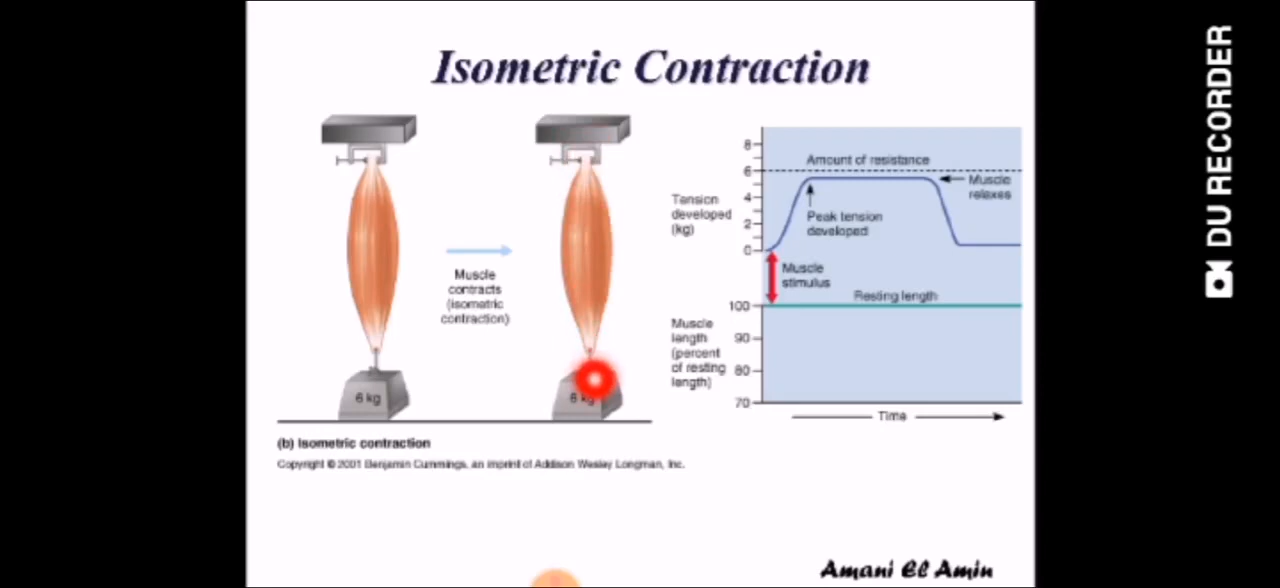 Isometric Contraction
Muscle
contracts
(isometric
contraction)
6 kg
6 kg
(b) Isometric contraction
Copyright © 2001 Benjamin Cummings, an imprint of Addison Wesley Longman, Inc.
Tension
developed
(kg)
8
6
4
2
0
Amount of resistance
Muscle
relaxes
Peak tension
developed
Muscle
stimulus
Resting length
Muscle
length
(percent
of resting
length)
100
90
80
70
Time
Amani El Amin
DU RECORDER